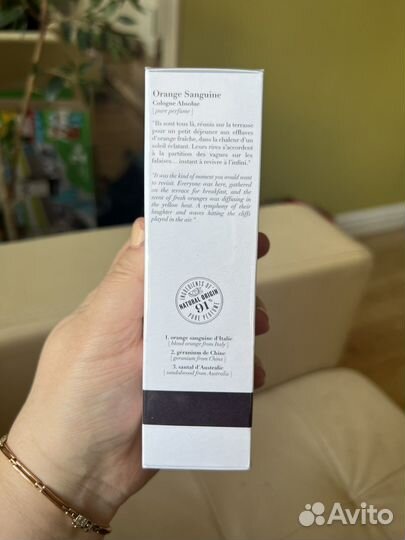 Orange Sanguine
Cologne Absolue
[ pure perfume ]
"Ils sont tous là, réunis sur la terrasse
pour un petit déjeuner aux effluves
d'orange fraîche, dans la chaleur d'un
soleil éclatant. Leurs rires s'accordent
à la partition des vagues sur les
falaises... instant à revivre à l'infini."
"It was the kind of moment you would want
to revisit. Everyone was here, gathered
on the terrace for breakfast, and the
scent of fresh oranges was diffusing in
the yellow heat. A symphony of their
laughter and waves hitting the cliffs
played in the air."
INGREDIENTS OF
NATURAL ORIGIN
91%
PURE PERFUME
1. orange sanguine d'Italie
[ blood orange from Italy ]
2. géranium de Chine
[ geranium from China ]
3. santal d'Australie
[ sandalwood from Australie ]
Avito